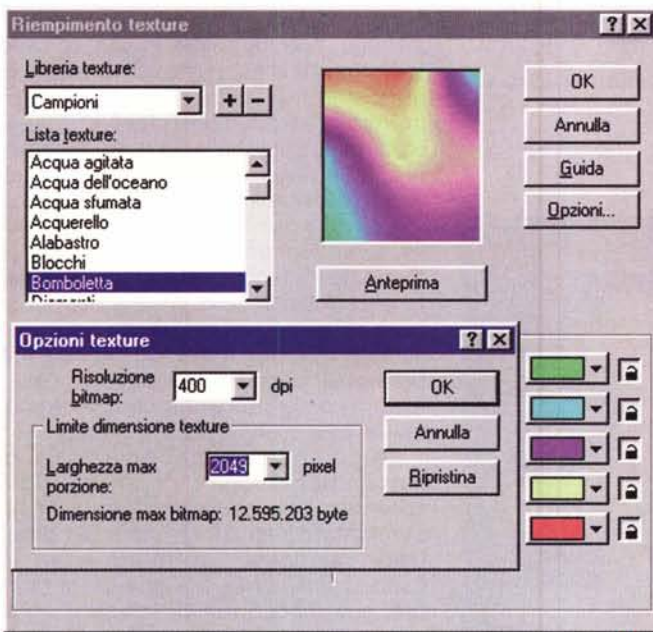 Riempimento texture
Libreria texture:
Campioni
Lista texture:
Acqua agitata
Acqua dell'oceano
Acqua sfumata
Acquerello
Alabastro
Blocchi
Bomboletta
Diamanti
OK
Annulla
Guida
Opzioni...
Anteprima
Opzioni texture
Risoluzione bitmap: 400 dpi
Limite dimensione texture
Larghezza max porzione: 2049 pixel
Dimensione max bitmap: 12.595.203 byte
OK
Annulla
Ripristina